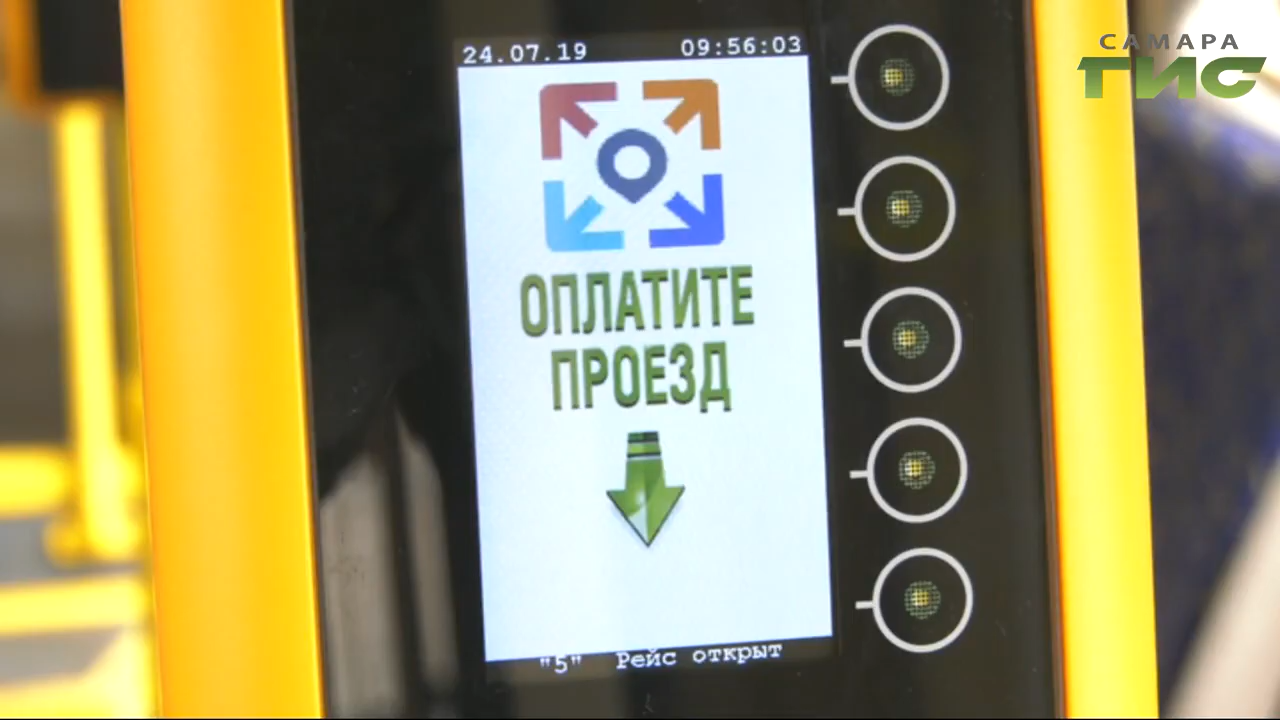 24.07.19 09:56:03
САМАРА
ГИС
ОПЛАТИТЕ
ПРОЕЗД
"5" Рейс открыт